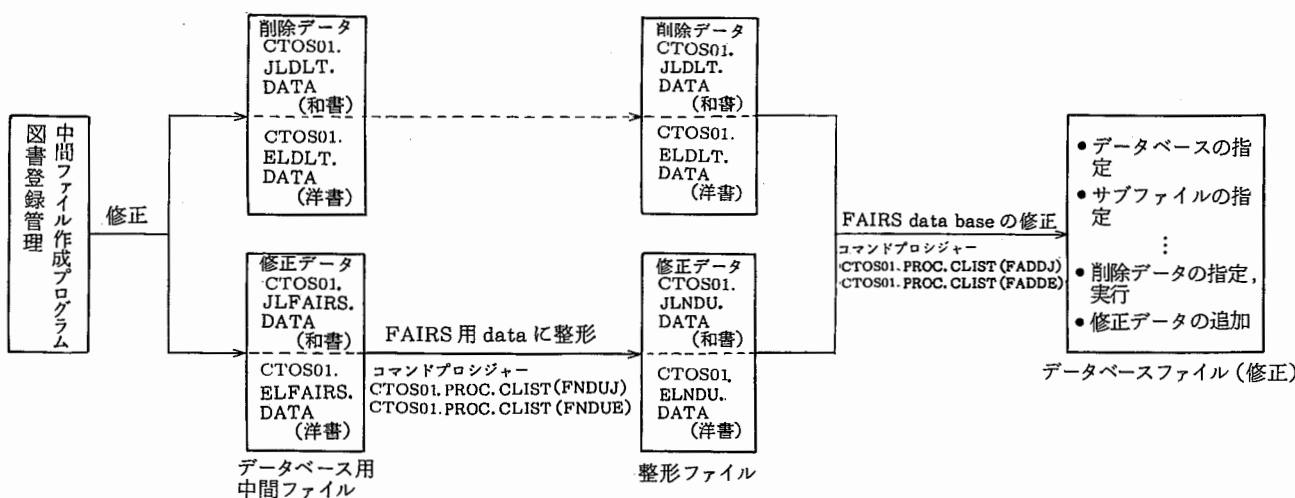 図書登録管理
中間ファイル作成プログラム
修正
削除データ
CTOS01.
JLDLT.
DATA
(和書)
CTOS01.
ELDLT.
DATA
(洋書)
修正データ
CTOS01.
JLFAIRS.
DATA
(和書)
CTOS01.
ELFAIRS.
DATA
(洋書)
データベース用
中間ファイル
FAIRS 用 data に整形
コマンドプロシジャー
CTOS01.PROC.CLIST(FNDUJ)
CTOS01.PROC.CLIST(FNDUE)
削除データ
CTOS01.
JLDLT.
DATA
(和書)
CTOS01.
ELDLT.
DATA
(洋書)
修正データ
CTOS01.
JLNDU.
DATA
(和書)
CTOS01.
ELNDU.
DATA
(洋書)
整形ファイル
FAIRS data base の修正
コマンドプロシジャー
CTOS01.PROC.CLIST(FADDJ)
CTOS01.PROC.CLIST(FADDE)
● データベースの指
定
● サブファイルの指
定
⋮
● 削除データの指定,
実行
● 修正データの追加
データベースファイル(修正)